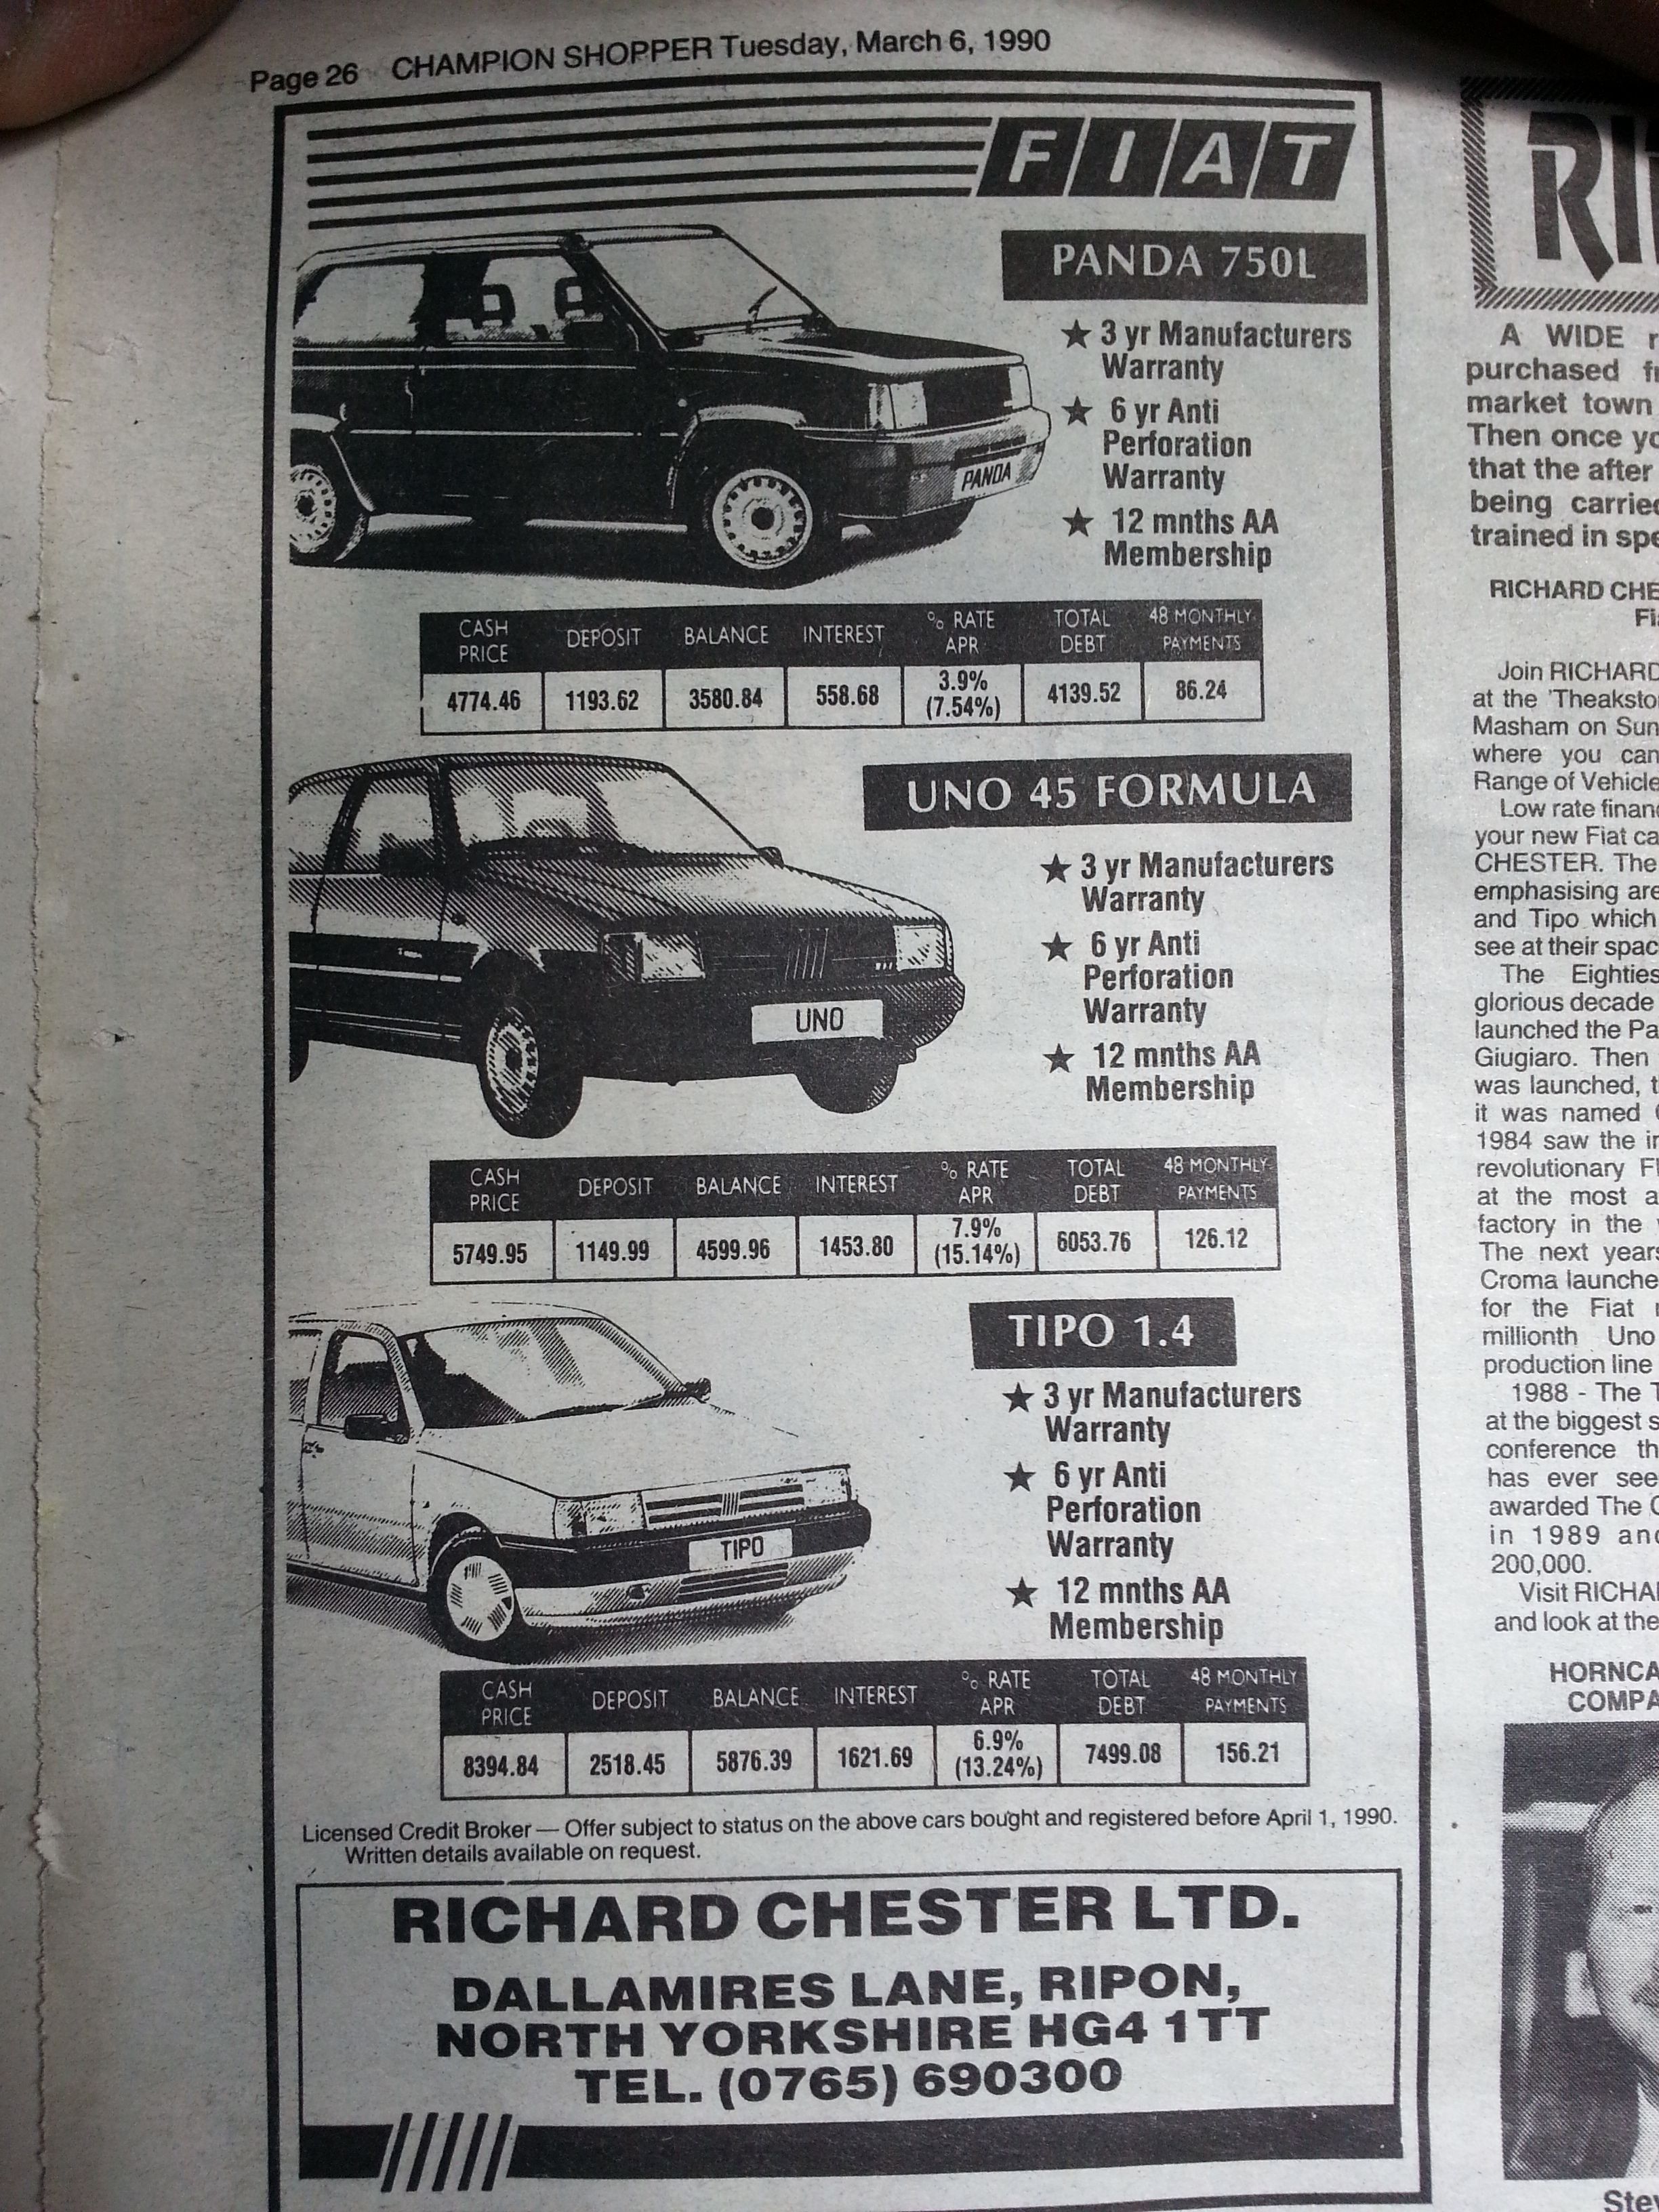 Page 26 CHAMPION SHOPPER Tuesday, March 6, 1990
FIAT
PANDA 750L
★ 3 yr Manufacturers
Warranty
★ 6 yr Anti
Perforation
Warranty
★ 12 mnths AA
Membership
PANDA
CASH PRICE DEPOSIT BALANCE INTEREST % RATE APR TOTAL DEBT 48 MONTHLY PAYMENTS
4774.46 1193.62 3580.84 558.68 3.9% (7.54%) 4139.52 86.24
UNO 45 FORMULA
★ 3 yr Manufacturers
Warranty
★ 6 yr Anti
Perforation
Warranty
★ 12 mnths AA
Membership
UNO
CASH PRICE DEPOSIT BALANCE INTEREST % RATE APR TOTAL DEBT 48 MONTHLY PAYMENTS
5749.95 1149.99 4599.96 1453.80 7.9% (15.14%) 6053.76 126.12
TIPO 1.4
★ 3 yr Manufacturers
Warranty
★ 6 yr Anti
Perforation
Warranty
★ 12 mnths AA
Membership
TIPO
CASH PRICE DEPOSIT BALANCE INTEREST % RATE APR TOTAL DEBT 48 MONTHLY PAYMENTS
8394.84 2518.45 5876.39 1621.69 6.9% (13.24%) 7499.08 156.21
Licensed Credit Broker — Offer subject to status on the above cars bought and registered before April 1, 1990.
Written details available on request.
RICHARD CHESTER LTD.
DALLAMIRES LANE, RIPON,
NORTH YORKSHIRE HG4 1TT
TEL. (0765) 690300
A WIDE
purchased
market town
Then once
that the after
being
trained in
RICHARD
Join RICHARD
at the
Masham on
where you can
Range of
Low rate
your new Fiat
CHESTER. The
emphasising
and Tipo which
see at their
The Eighties
glorious decade
launched the
Giugiaro. Then
was launched,
it was named
1984 saw the
revolutionary
at the most
factory in the
The next years
Croma
for the Fiat
millionth Uno
production line
1988 - The
at the biggest
conference
has ever
awarded The
in 1989
200,000.
Visit
and look at the